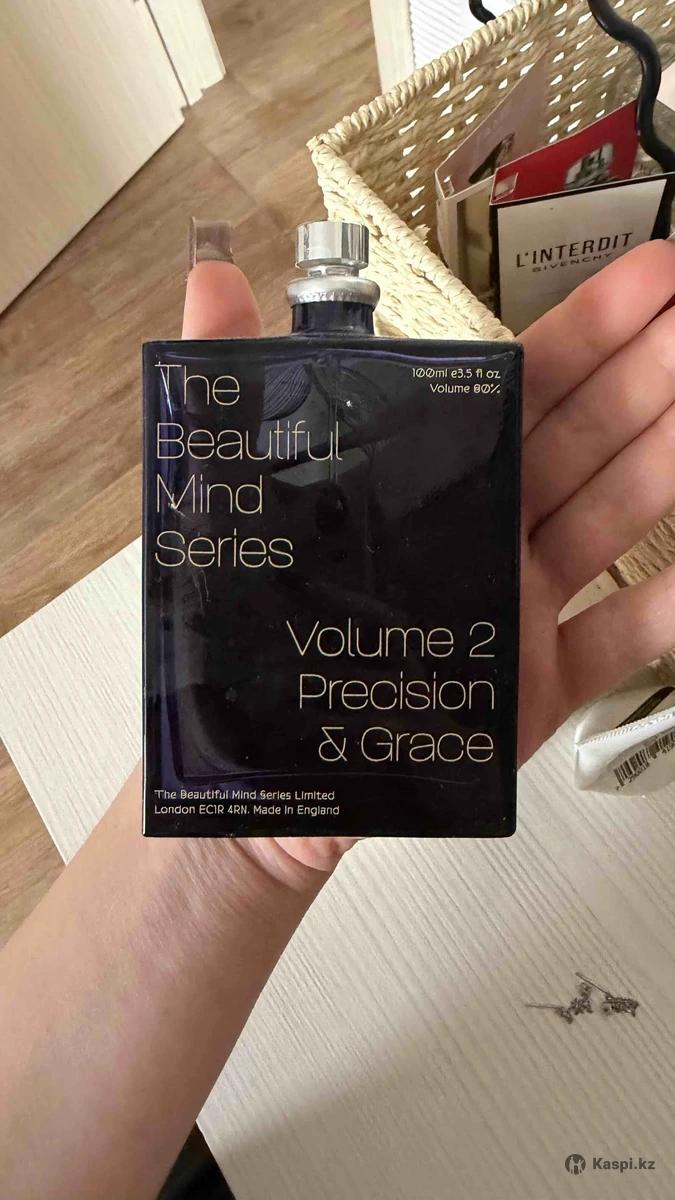 The
Beautiful
Mind
Series
100ml e3.5 fl oz
Volume 80%
Volume 2
Precision
& Grace
The Beautiful Mind Series Limited
London EC1R 4RN. Made in England
L'INTERDIT
GIVENCHY
Kaspi.kz